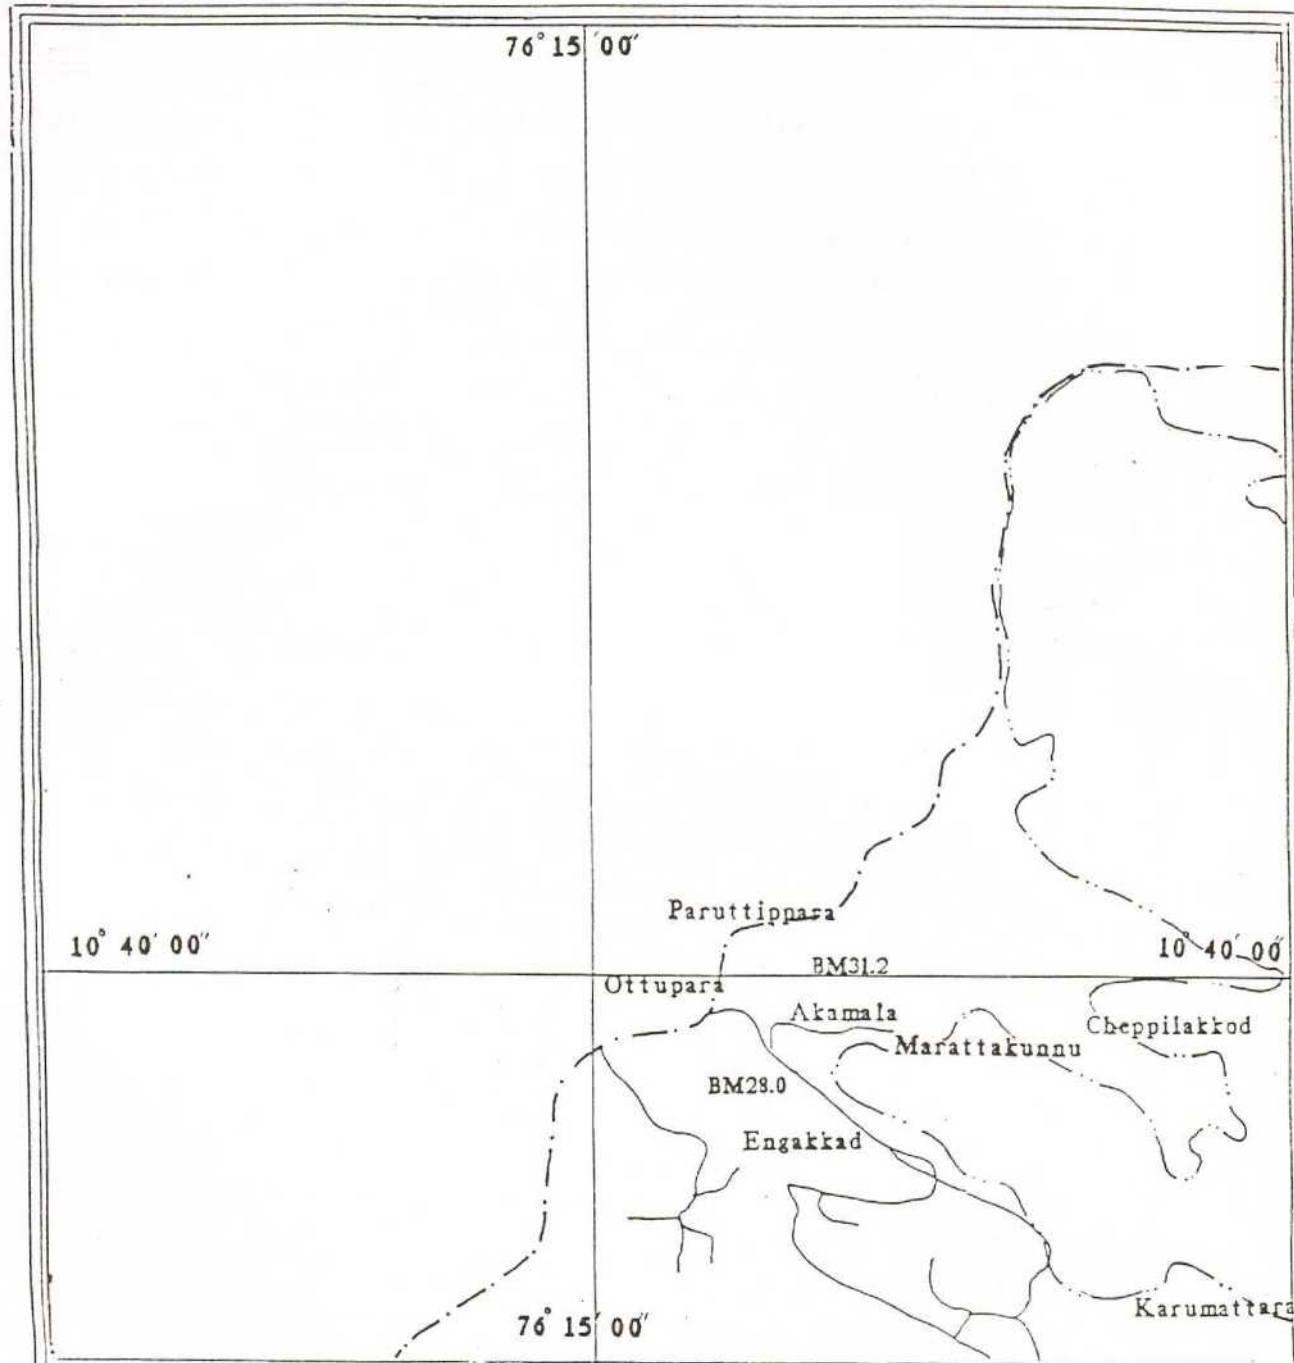 76° 15' 00"
Paruttippara
10° 40' 00"
10° 40' 00"
BM31.2
Ottupara
Akamala
Cheppilakkod
Marattakunnu
BM28.0
Engakkad
Karumattara
76° 15' 00"